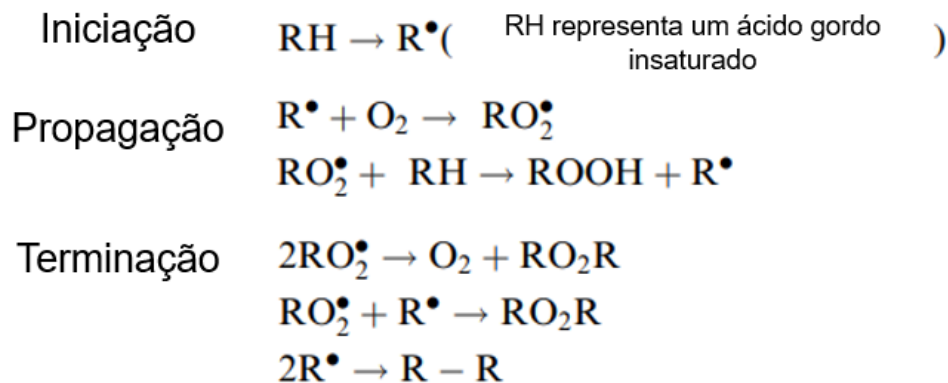 Iniciação RH → R•( RH representa um ácido gordo insaturado )
Propagação R• + O₂ → RO₂•
RO₂• + RH → ROOH + R•
Terminação 2RO₂• → O₂ + RO₂R
RO₂• + R• → RO₂R
2R• → R – R